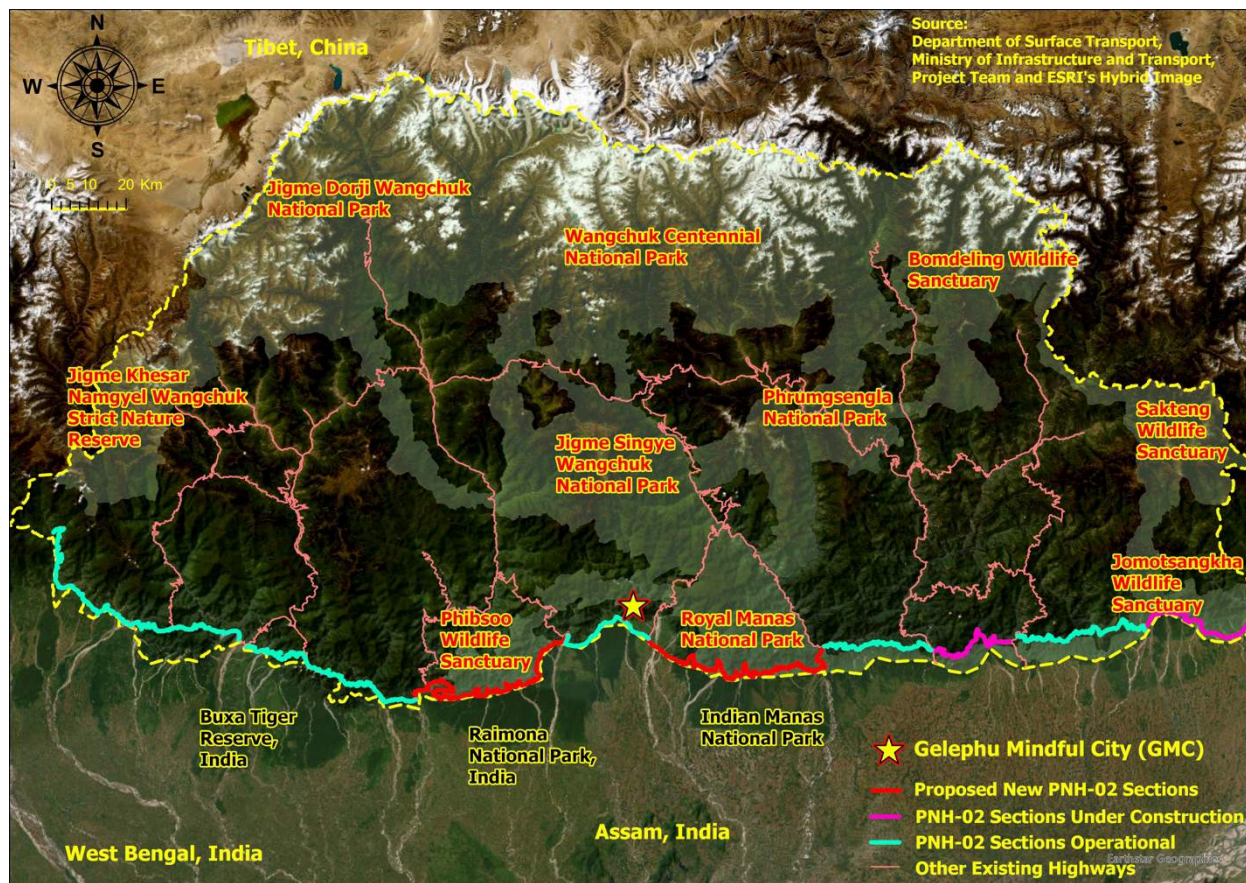 Source:
Department of Surface Transport,
Ministry of Infrastructure and Transport,
Project Team and ESRI's Hybrid Image
Tibet, China
N
W
E
S
0 5 10 20 Km
Jigme Dorji Wangchuk
National Park
Wangchuk Centennial
National Park
Bomdeling Wildlife
Sanctuary
Jigme Khesar
Namgyel Wangchuk
Strict Nature
Reserve
Phrumgsengla
National Park
Sakteng
Wildlife
Sanctuary
Jigme Singye
Wangchuk
National Park
Jomotsangkha
Wildlife
Sanctuary
Phibsoo
Wildlife
Sanctuary
Royal Manas
National Park
Buxa Tiger
Reserve,
India
Raimona
National Park,
India
Indian Manas
National Park
West Bengal, India
Assam, India
Gelephu Mindful City (GMC)
Proposed New PNH-02 Sections
PNH-02 Sections Under Construction
PNH-02 Sections Operational
Other Existing Highways
Earthstar Geographics